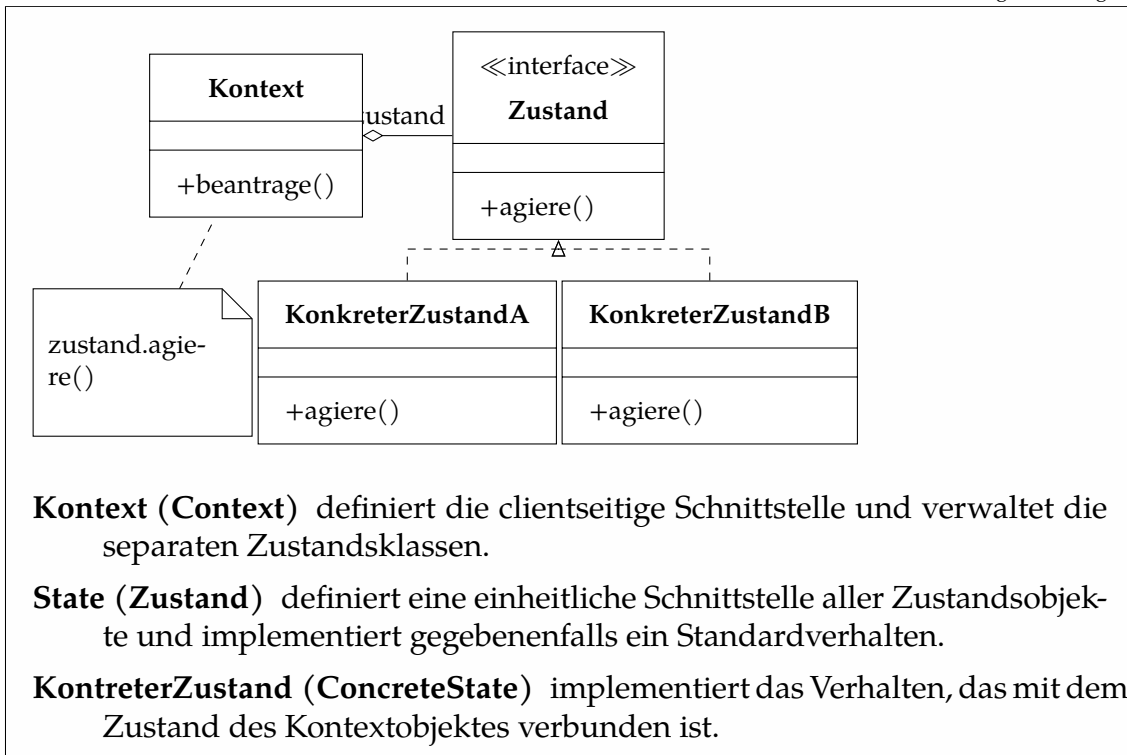 Kontext
+beantrage()
ustand
≪interface≫
Zustand
+agiere()
zustand.agie-
re()
KonkreterZustandA
+agiere()
KonkreterZustandB
+agiere()
Kontext (Context) definiert die clientseitige Schnittstelle und verwaltet die
separaten Zustandsklassen.
State (Zustand) definiert eine einheitliche Schnittstelle aller Zustandsobjek-
te und implementiert gegebenenfalls ein Standardverhalten.
KontreterZustand (ConcreteState) implementiert das Verhalten, das mit dem
Zustand des Kontextobjektes verbunden ist.